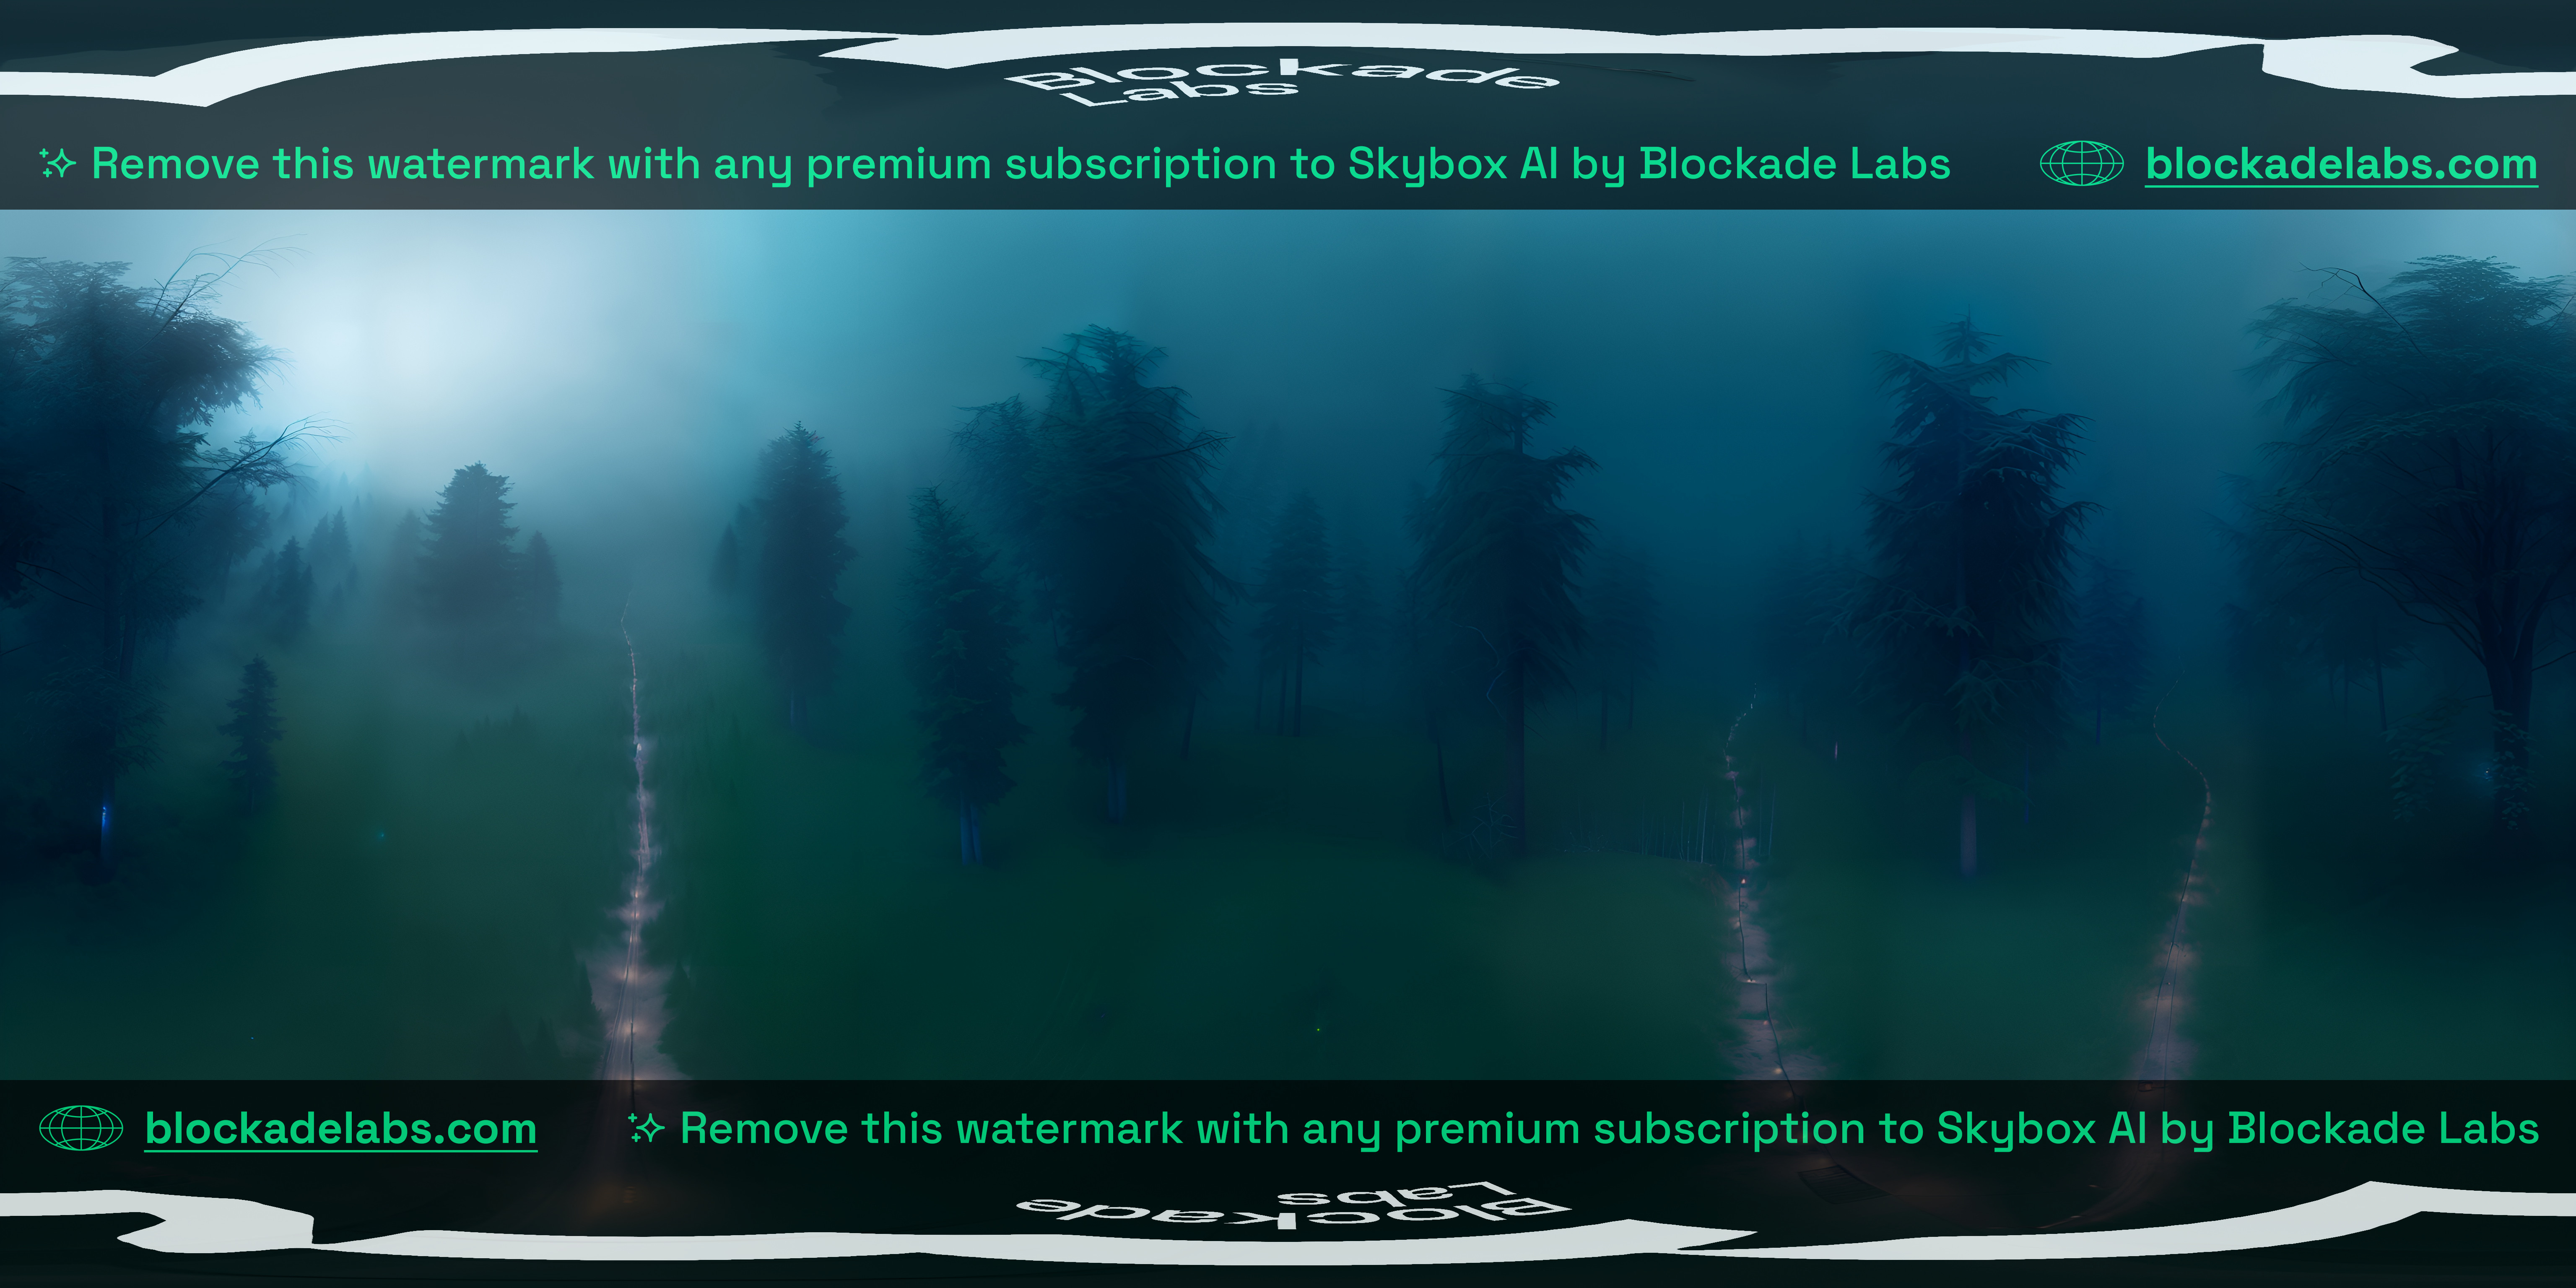 Blockade
Labs
Remove this watermark with any premium subscription to Skybox AI by Blockade Labs blockadelabs.com
blockadelabs.com Remove this watermark with any premium subscription to Skybox AI by Blockade Labs
Labs
Blockade